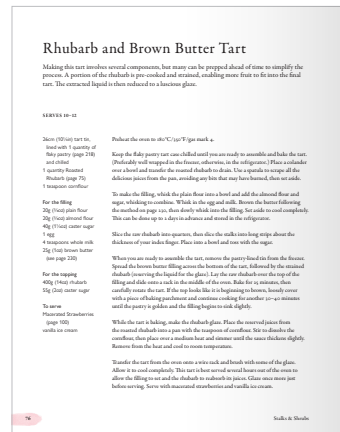 Rhubarb and Brown Butter Tart
Making this tart involves several components, but many can be prepped ahead of time to simplify the
process. A portion of the rhubarb is pre-cooked and strained, enabling more fruit to fit into the final
tart. The extracted liquid is then reduced to a luscious glaze.
SERVES 10–12
26cm (10½in) tart tin,
lined with 1 quantity of
flaky pastry (page 218)
and chilled
1 quantity Roasted
Rhubarb (page 75)
1 teaspoon cornflour
For the filling
20g (¾oz) plain flour
20g (¾oz) almond flour
40g (1½oz) caster sugar
1 egg
4 teaspoons whole milk
25g (1oz) brown butter
(see page 230)
For the topping
400g (14oz) rhubarb
55g (2oz) caster sugar
To serve
Macerated Strawberries
(page 100)
vanilla ice cream
Preheat the oven to 180°C/350°F/gas mark 4.
Keep the flaky pastry tart case chilled until you are ready to assemble and bake the tart.
(Preferably well wrapped in the freezer, otherwise, in the refrigerator.) Place a colander
over a bowl and transfer the roasted rhubarb to drain. Use a spatula to scrape all the
delicious juices from the pan, avoiding any bits that may have burned, then set aside.
To make the filling, whisk the plain flour into a bowl and add the almond flour and
sugar, whisking to combine. Whisk in the egg and milk. Brown the butter following
the method on page 230, then slowly whisk into the filling. Set aside to cool completely.
This can be done up to 2 days in advance and stored in the refrigerator.
Slice the raw rhubarb into quarters, then slice the stalks into long strips about the
thickness of your index finger. Place into a bowl and toss with the sugar.
When you are ready to assemble the tart, remove the pastry-lined tin from the freezer.
Spread the brown butter filling across the bottom of the tart, followed by the strained
rhubarb (reserving the liquid for the glaze). Lay the raw rhubarb over the top of the
filling and slide onto a rack in the middle of the oven. Bake for 25 minutes, then
carefully rotate the tart. If the top looks like it is beginning to brown, loosely cover
with a piece of baking parchment and continue cooking for another 30–40 minutes
until the pastry is golden and the filling begins to sink slightly.
While the tart is baking, make the rhubarb glaze. Place the reserved juices from
the roasted rhubarb into a pan with the teaspoon of cornflour. Stir to dissolve the
cornflour, then place over a medium heat and simmer until the sauce thickens slightly.
Remove from the heat and cool to room temperature.
Transfer the tart from the oven onto a wire rack and brush with some of the glaze.
Allow it to cool completely. This tart is best served several hours out of the oven to
allow the filling to set and the rhubarb to reabsorb its juices. Glaze once more just
before serving. Serve with macerated strawberries and vanilla ice cream.
76
Stalks & Shoots